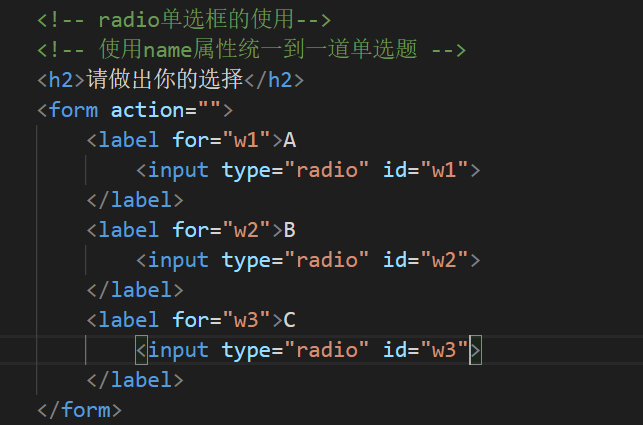 <!-- radio单选框的使用-->
<!-- 使用name属性统一到一道单选题 -->
<h2>请做出你的选择</h2>
<form action="">
<label for="w1">A
<input type="radio" id="w1">
</label>
<label for="w2">B
<input type="radio" id="w2">
</label>
<label for="w3">C
<input type="radio" id="w3">
</label>
</form>